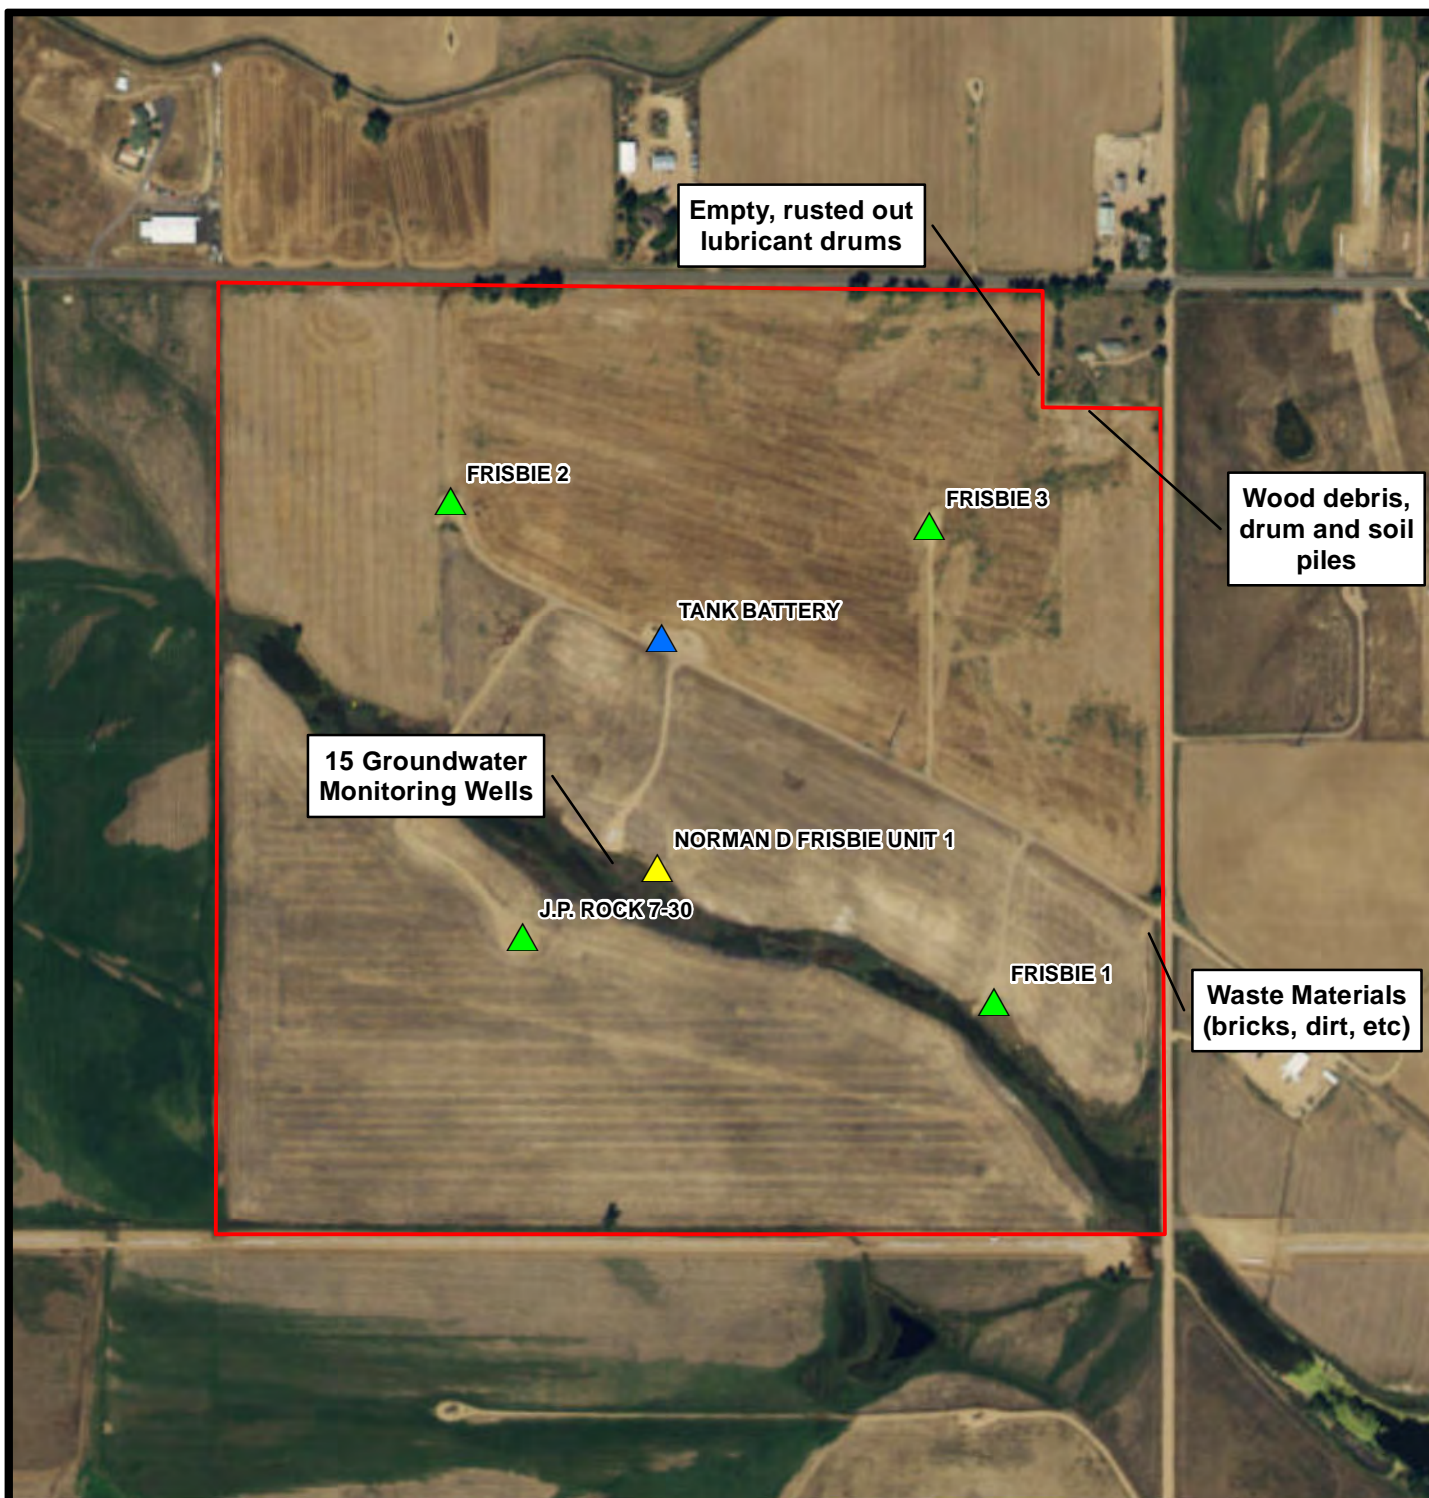 Empty, rusted out
lubricant drums
FRISBIE 2
FRISBIE 3
Wood debris,
drum and soil
piles
TANK BATTERY
15 Groundwater
Monitoring Wells
NORMAN D FRISBIE UNIT 1
J.P. ROCK 7-30
FRISBIE 1
Waste Materials
(bricks, dirt, etc)